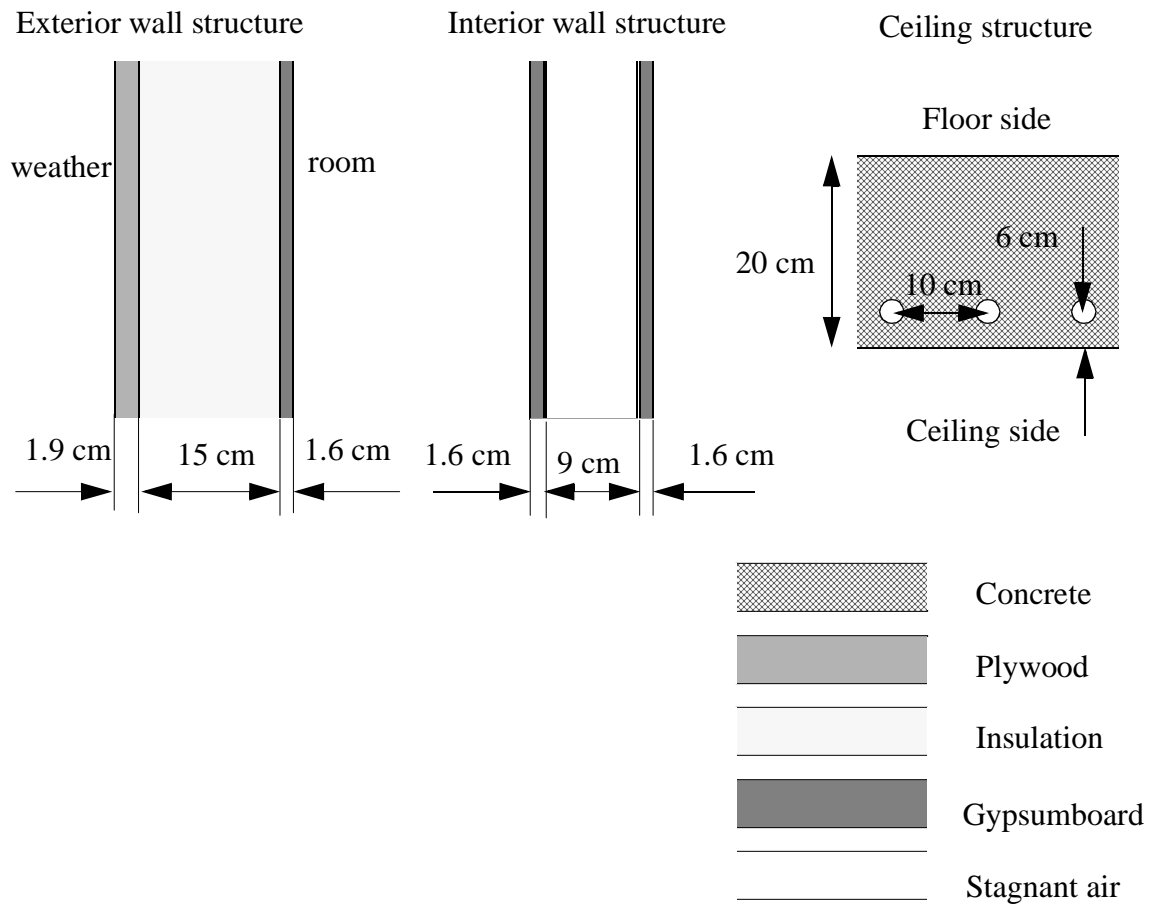 Exterior wall structure
Interior wall structure
Ceiling structure
Floor side
weather
room
6 cm
20 cm
10 cm
Ceiling side
1.9 cm
15 cm
1.6 cm
1.6 cm
9 cm
1.6 cm
Concrete
Plywood
Insulation
Gypsumboard
Stagnant air